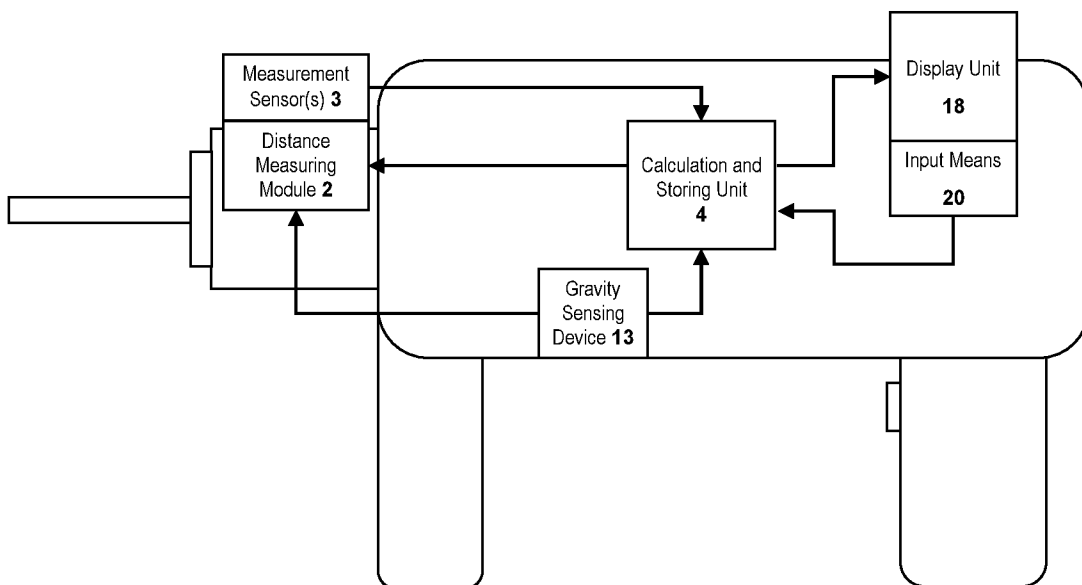 Measurement
Sensor(s) 3
Distance
Measuring
Module 2
Calculation and
Storing Unit
4
Display Unit
18
Input Means
20
Gravity
Sensing
Device 13